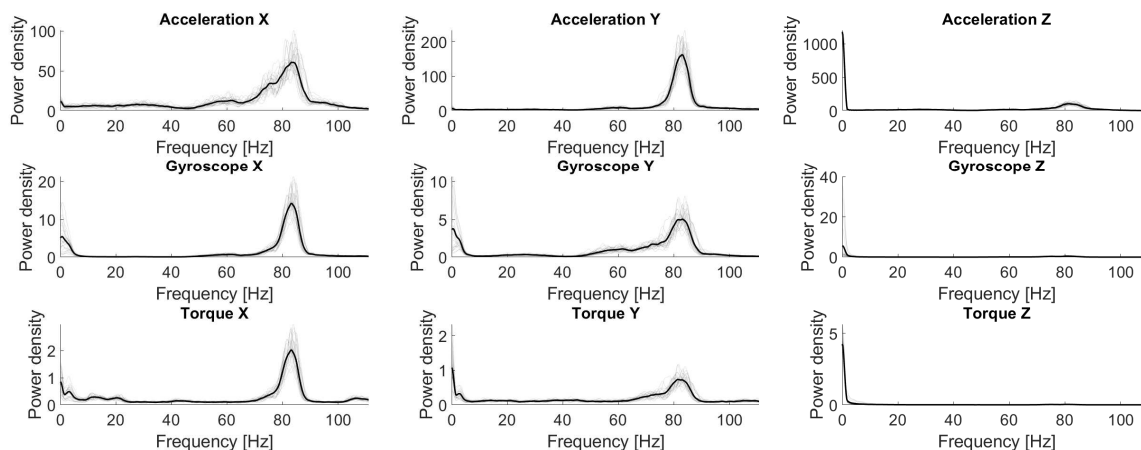 Acceleration X
Power density
100
50
0
0 20 40 60 80 100
Frequency [Hz]
Acceleration Y
Power density
200
100
0
0 20 40 60 80 100
Frequency [Hz]
Acceleration Z
Power density
1000
500
0
0 20 40 60 80 100
Frequency [Hz]
Gyroscope X
Power density
20
10
0
0 20 40 60 80 100
Frequency [Hz]
Gyroscope Y
Power density
10
5
0
0 20 40 60 80 100
Frequency [Hz]
Gyroscope Z
Power density
40
20
0
0 20 40 60 80 100
Frequency [Hz]
Torque X
Power density
2
1
0
0 20 40 60 80 100
Frequency [Hz]
Torque Y
Power density
2
1
0
0 20 40 60 80 100
Frequency [Hz]
Torque Z
Power density
5
0
0 20 40 60 80 100
Frequency [Hz]